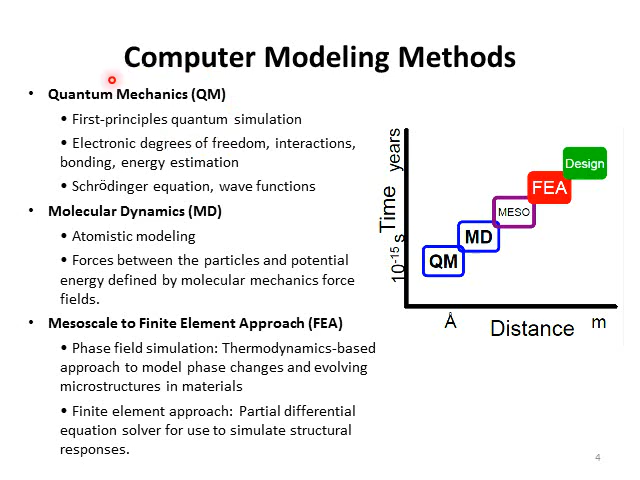 Computer Modeling Methods
• Quantum Mechanics (QM)
• First-principles quantum simulation
• Electronic degrees of freedom, interactions,
bonding, energy estimation
• Schrödinger equation, wave functions
• Molecular Dynamics (MD)
• Atomistic modeling
• Forces between the particles and potential
energy defined by molecular mechanics force
fields.
• Mesoscale to Finite Element Approach (FEA)
• Phase field simulation: Thermodynamics-based
approach to model phase changes and evolving
microstructures in materials
• Finite element approach: Partial differential
equation solver for use to simulate structural
responses.
years
Time
10⁻¹⁵ s
Design
FEA
MESO
MD
QM
Å
Distance
m
4